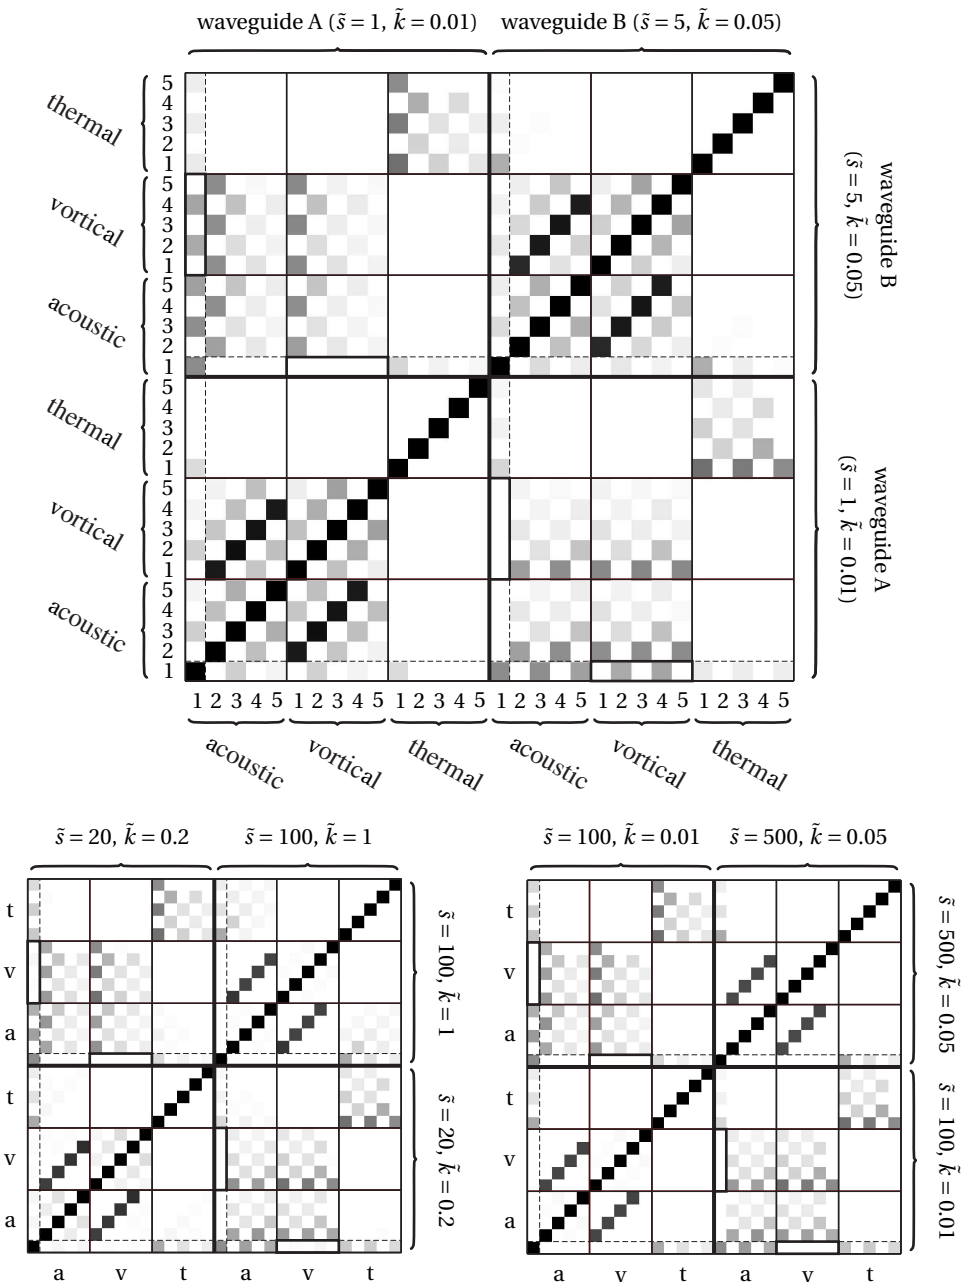 waveguide A (s̃ = 1, k̃ = 0.01) waveguide B (s̃ = 5, k̃ = 0.05)
thermal
5
4
3
2
1
vortical
5
4
3
2
1
acoustic
5
4
3
2
1
waveguide B
(s̃ = 5, k̃ = 0.05)
thermal
5
4
3
2
1
vortical
5
4
3
2
1
acoustic
5
4
3
2
1
waveguide A
(s̃ = 1, k̃ = 0.01)
1 2 3 4 5 1 2 3 4 5 1 2 3 4 5 1 2 3 4 5 1 2 3 4 5 1 2 3 4 5
acoustic vortical thermal acoustic vortical thermal
s̃ = 20, k̃ = 0.2 s̃ = 100, k̃ = 1
t
v
a
t
v
a
s̃ = 100, k̃ = 1
s̃ = 20, k̃ = 0.2
a v t a v t
s̃ = 100, k̃ = 0.01 s̃ = 500, k̃ = 0.05
t
v
a
t
v
a
s̃ = 500, k̃ = 0.05
s̃ = 100, k̃ = 0.01
a v t a v t